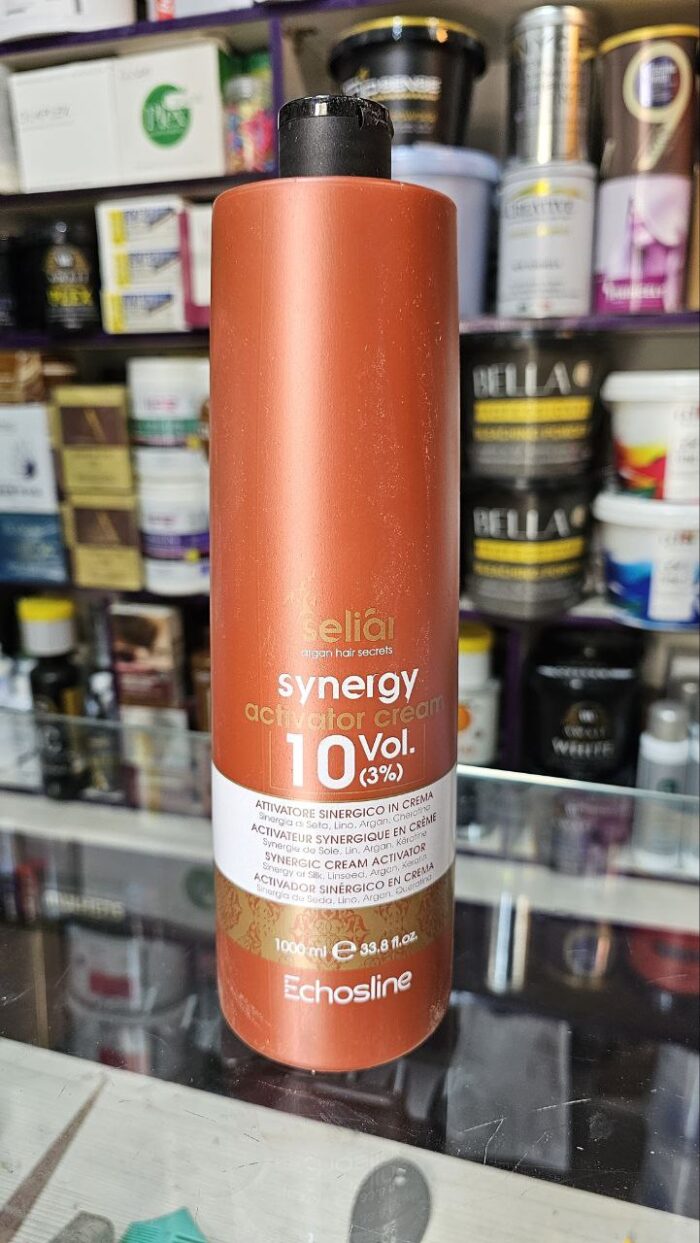 Plex
9
BELLA
BELLA
WHITE
seliár
argan hair secrets
synergy
activator cream
10 Vol.
(3%)
ATTIVATORE SINERGICO IN CREMA
Sinergia di Seta, Lino, Argan, Cheratina
ACTIVATEUR SYNERGIQUE EN CRÈME
Synergie de Soie, Lin, Argan, Kératine
SYNERGIC CREAM ACTIVATOR
Synergy of Silk, Linseed, Argan, Keratin
ACTIVADOR SINÉRGICO EN CREMA
Sinergia de Seda, Lino, Argan, Queratina
1000 ml e 33.8 fl.oz.
Echosline